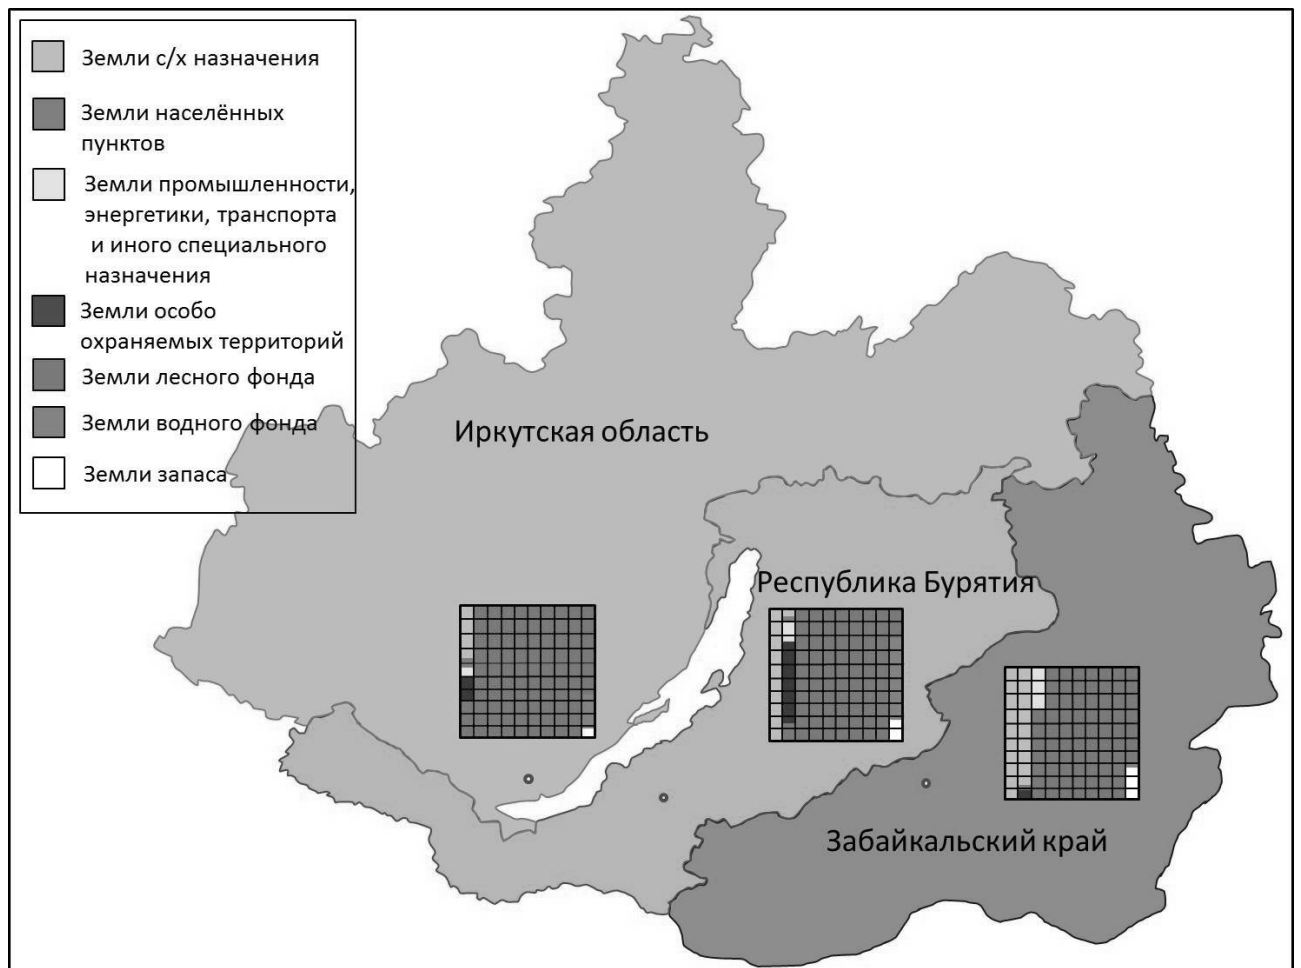 Земли с/х назначения
Земли населённых
пунктов
Земли промышленности,
энергетики, транспорта
и иного специального
назначения
Земли особо
охраняемых территорий
Земли лесного фонда
Земли водного фонда
Земли запаса
Иркутская область
Республика Бурятия
Забайкальский край